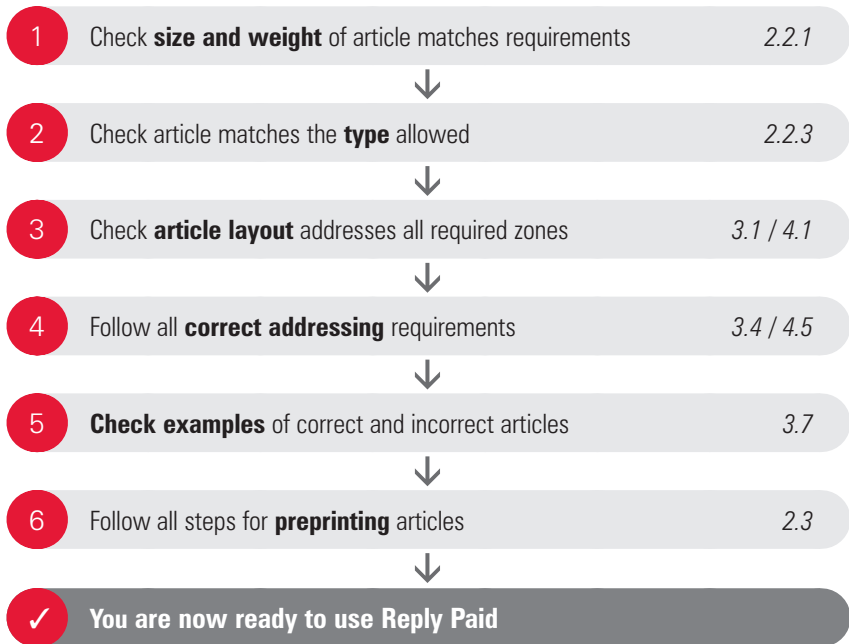 1 Check size and weight of article matches requirements 2.2.1
2 Check article matches the type allowed 2.2.3
3 Check article layout addresses all required zones 3.1 / 4.1
4 Follow all correct addressing requirements 3.4 / 4.5
5 Check examples of correct and incorrect articles 3.7
6 Follow all steps for preprinting articles 2.3
✓ You are now ready to use Reply Paid